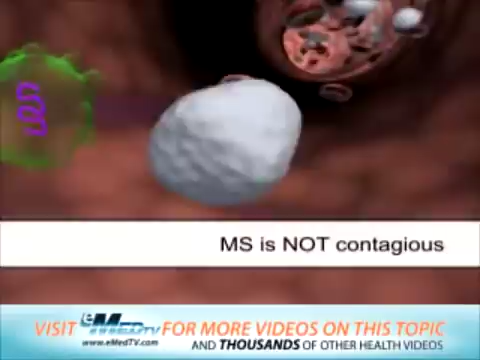 MS is NOT contagious
VISIT eMEDTV FOR MORE VIDEOS ON THIS TOPIC
www.eMedTV.com AND THOUSANDS OF OTHER HEALTH VIDEOS